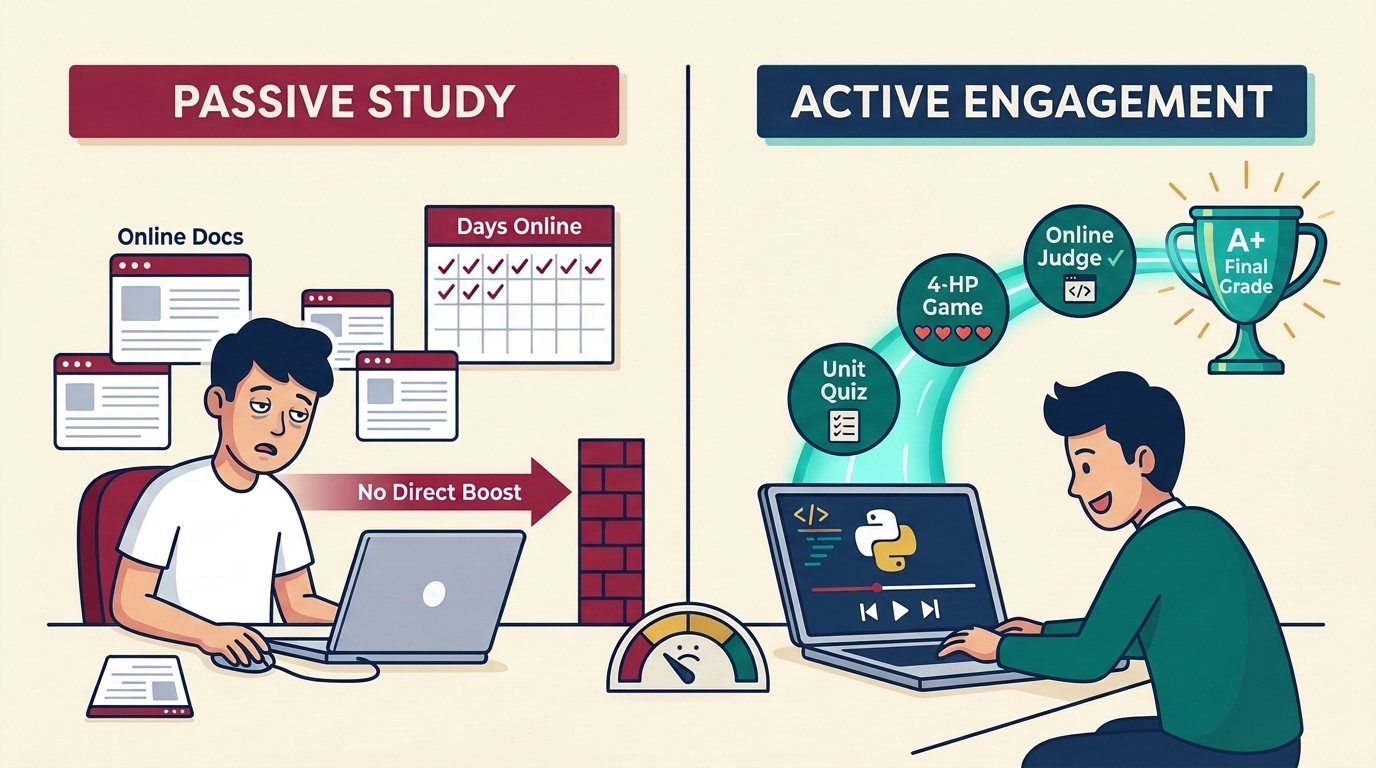 PASSIVE STUDY
Online Docs
Days Online
No Direct Boost
ACTIVE ENGAGEMENT
Unit
Quiz
4-HP
Game
Online
Judge ✓
</>
A+
Final
Grade
</>